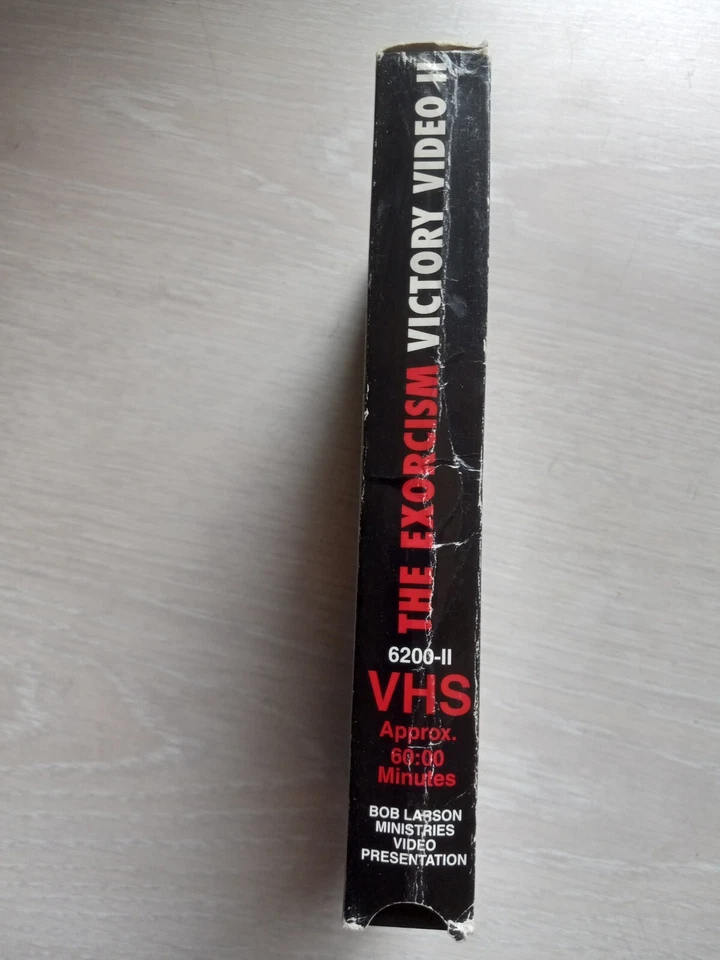 THE EXORCISM VICTORY VIDEO II
6200-II
VHS
Approx.
60:00
Minutes
BOB LARSON
MINISTRIES
VIDEO
PRESENTATION